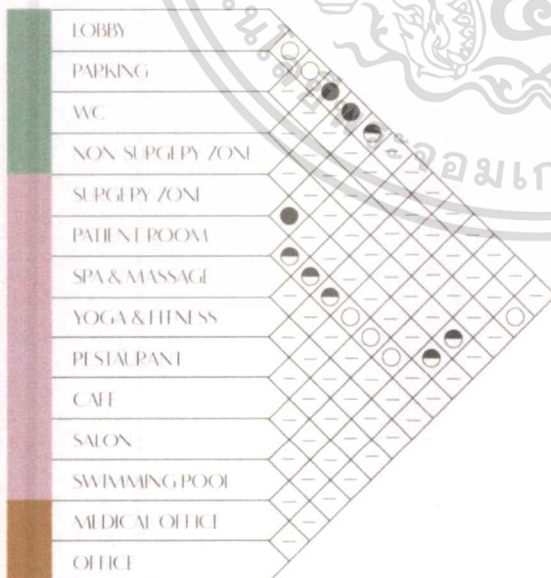 LOBBY
PARKING
WC
NON SURGERY ZONE
SURGERY ZONE
PATIENT ROOM
SPA & MASSAGE
YOGA & FITNESS
RESTAURANT
CAFE
SALON
SWIMMING POOL
MEDICAL OFFICE
OFFICE